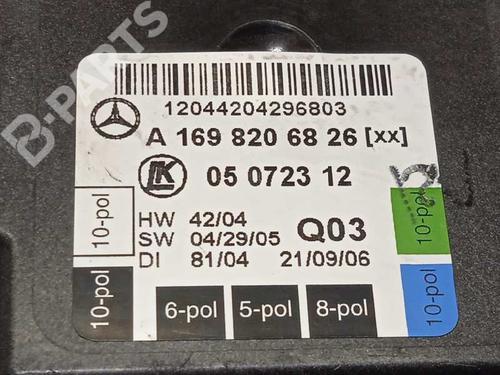 B-PARTS
12044204296803
A 169 820 68 26 [xx]
LK 05 0723 12
HW 42/04
SW 04/29/05 Q03
DI 81/04 21/09/06
10-pol
10-pol
6-pol 5-pol 8-pol
10-pol
10-pol